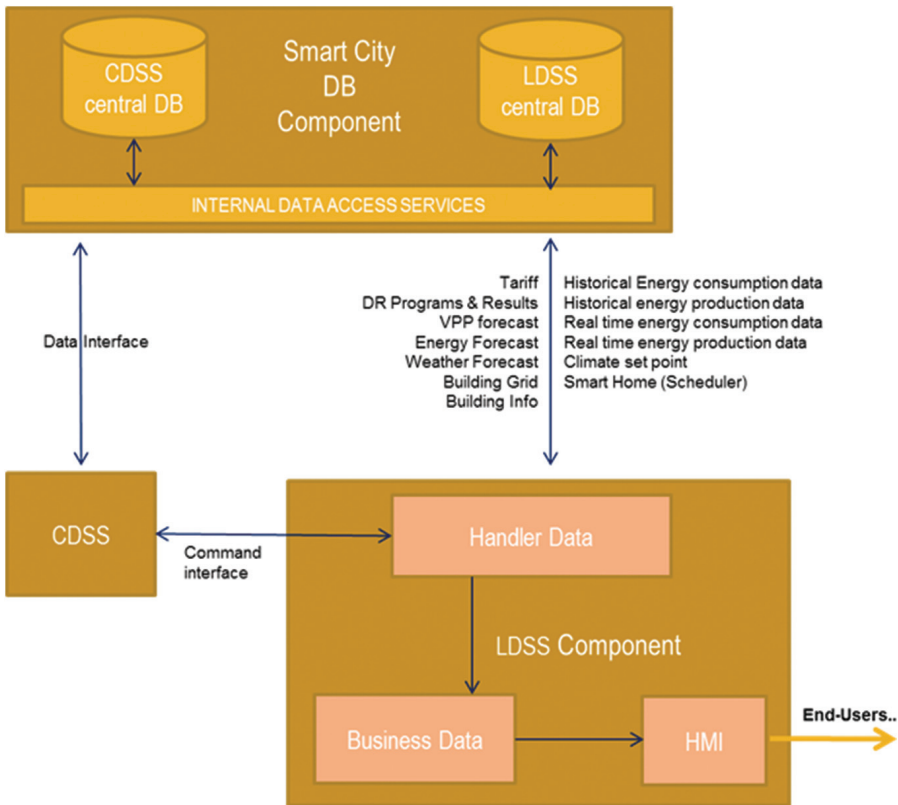 CDSS
central DB
Smart City
DB
Component
LDSS
central DB
INTERNAL DATA ACCESS SERVICES
Data Interface
Tariff
DR Programs & Results
VPP forecast
Energy Forecast
Weather Forecast
Building Grid
Building Info
Historical Energy consumption data
Historical energy production data
Real time energy consumption data
Real time energy production data
Climate set point
Smart Home (Scheduler)
CDSS
Command
interface
Handler Data
LDSS Component
Business Data
HMI
End-Users..